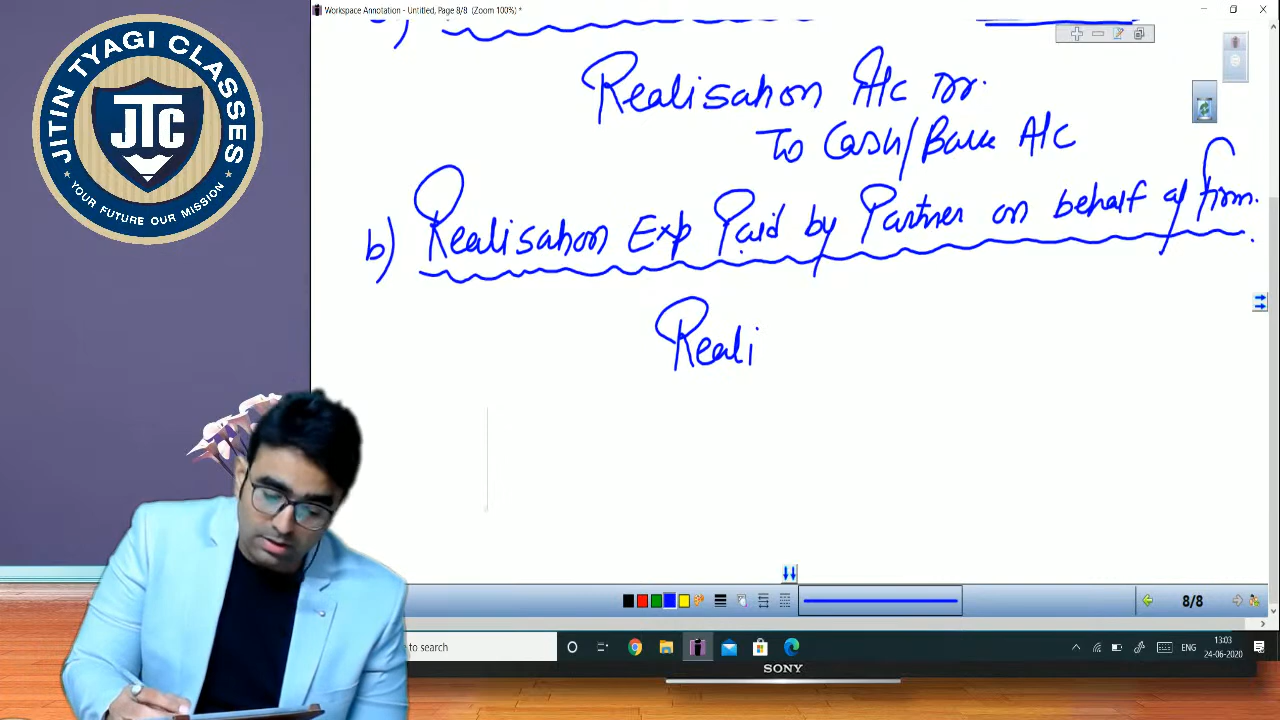 Workspace Annotation - Untitled, Page 8/8 (Zoom 100%) *
JITIN TYAGI CLASSES
JTC
YOUR FUTURE OUR MISSION
Realisation A/c Dr.
To Cash/Bank A/c
b) Realisation Exp Paid by Partner on behalf of firm.
Reali
8/8
to search
ENG
13:03
24-06-2020
SONY